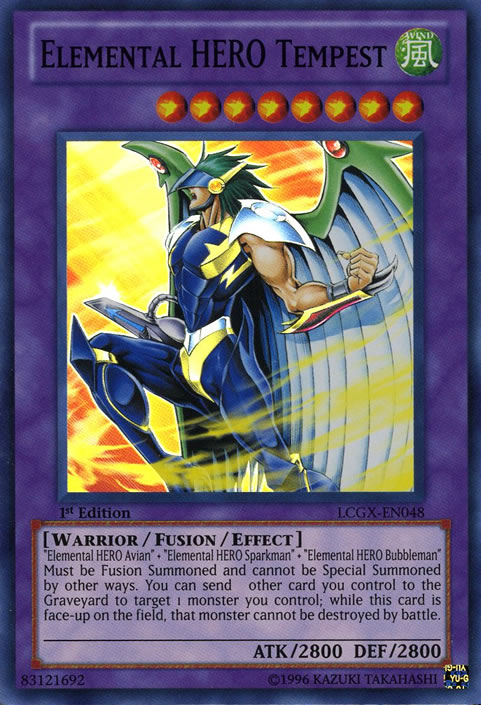 ELEMENTAL HERO TEMPEST
WIND
風
1st Edition
LCGX-EN048
[WARRIOR / FUSION / EFFECT]
"Elemental HERO Avian" + "Elemental HERO Sparkman" + "Elemental HERO Bubbleman"
Must be Fusion Summoned and cannot be Special Summoned
by other ways. You can send other card you control to the
Graveyard to target 1 monster you control; while this card is
face-up on the field, that monster cannot be destroyed by battle.
ATK/2800 DEF/2800
83121692
©1996 KAZUKI TAKAHASHI